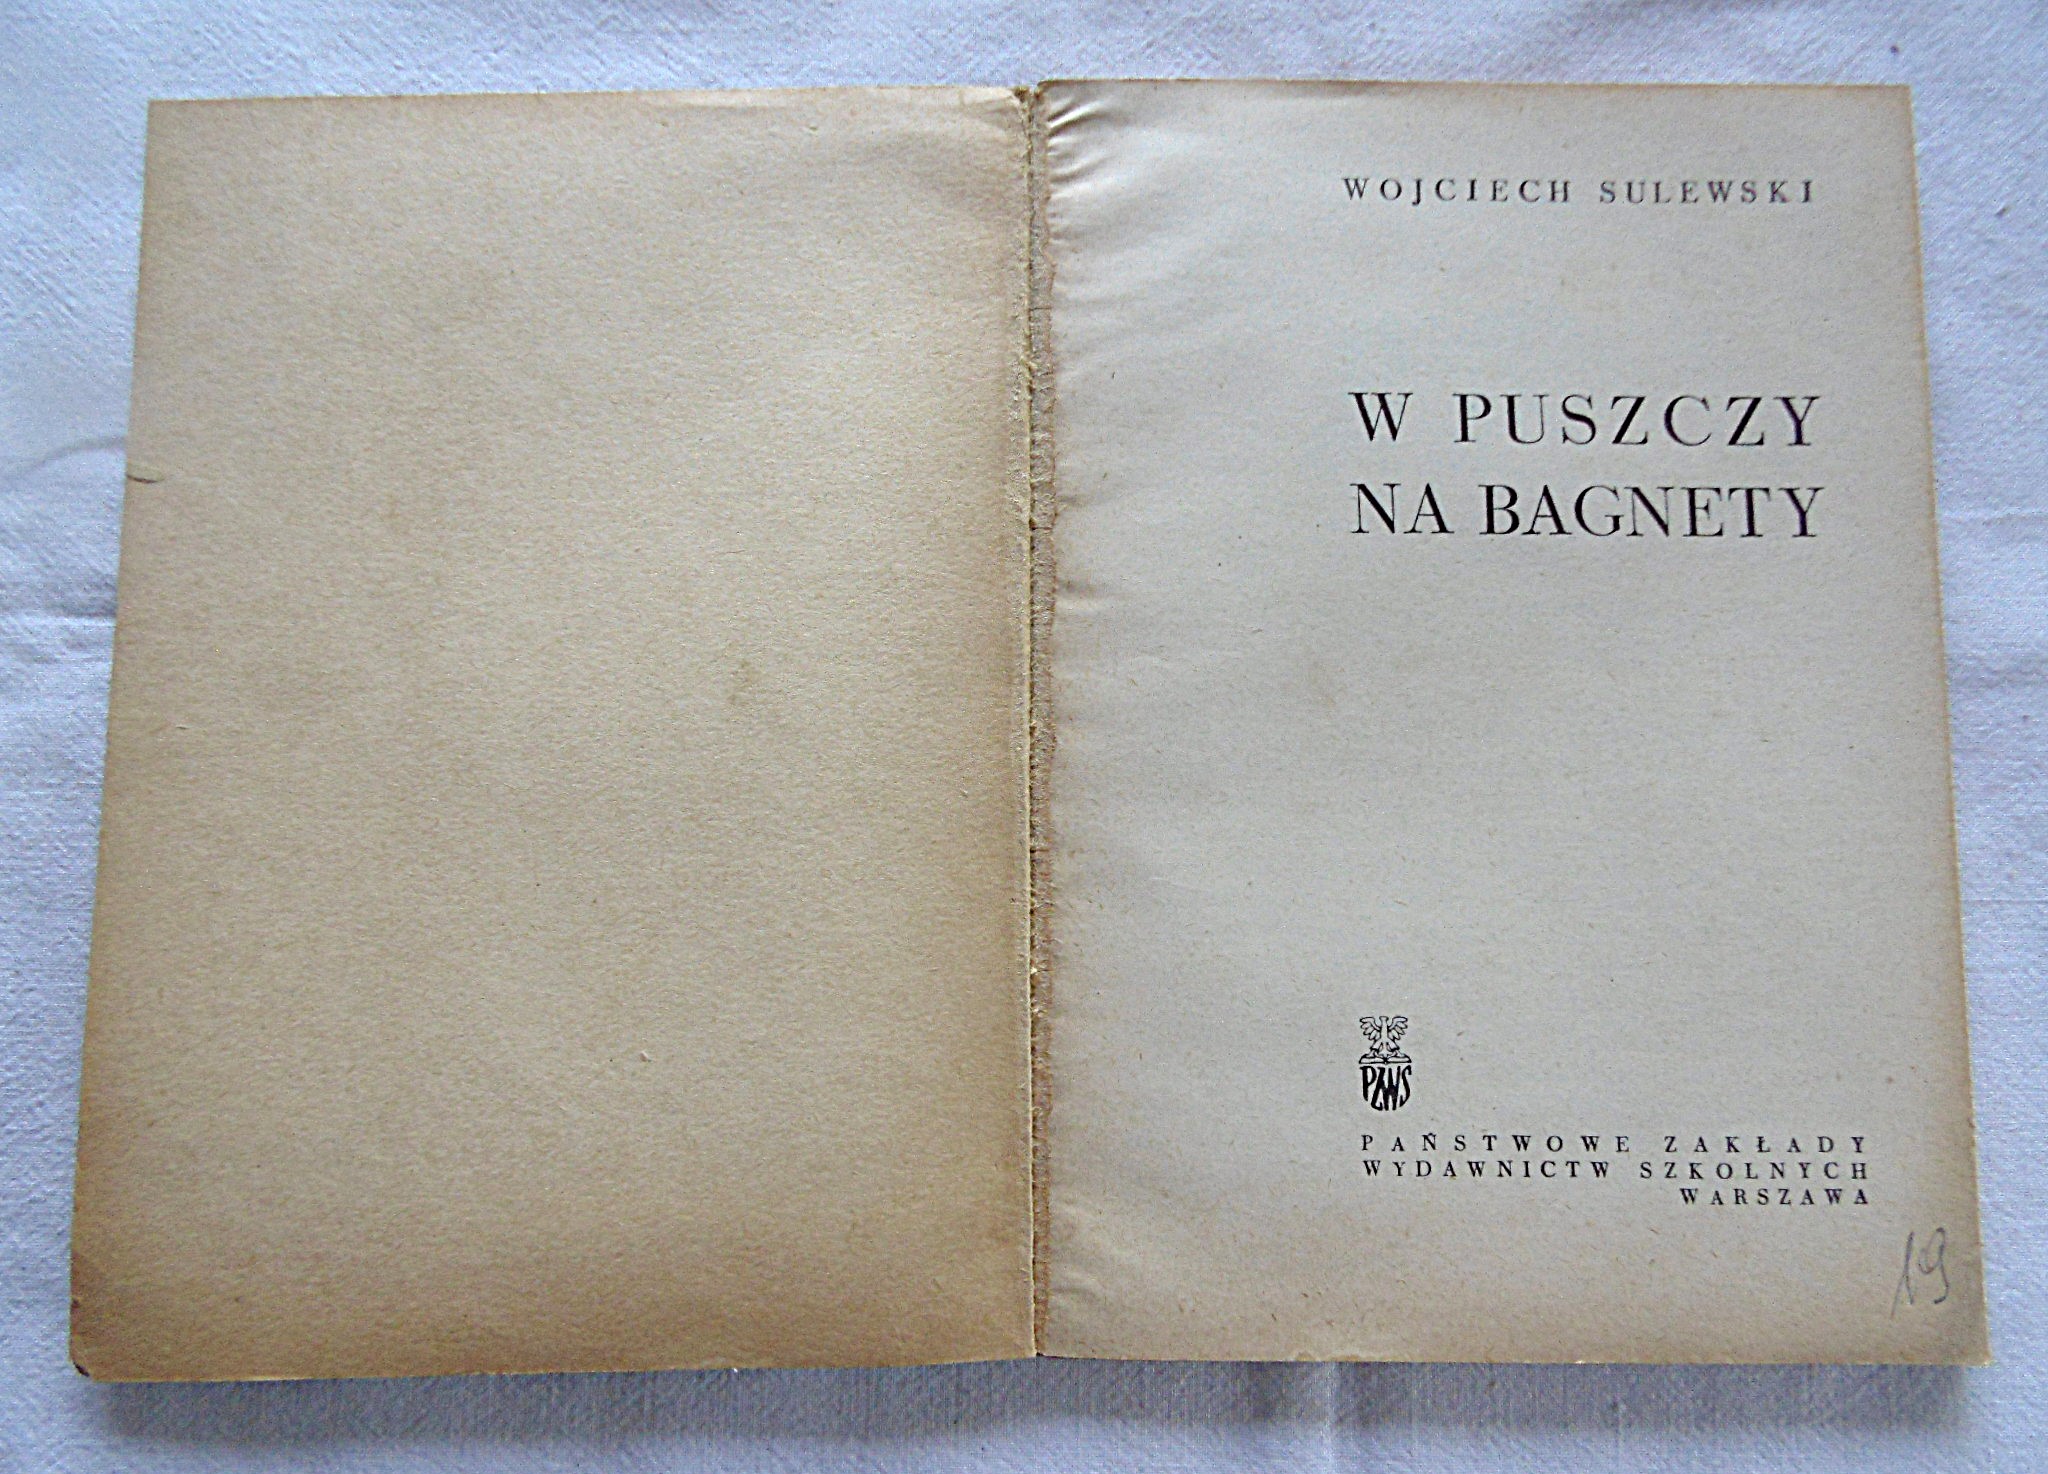 WOJCIECH SULEWSKI
W PUSZCZY
NA BAGNETY
PZWS
PAŃSTWOWE ZAKŁADY
WYDAWNICTW SZKOLNYCH
WARSZAWA
19